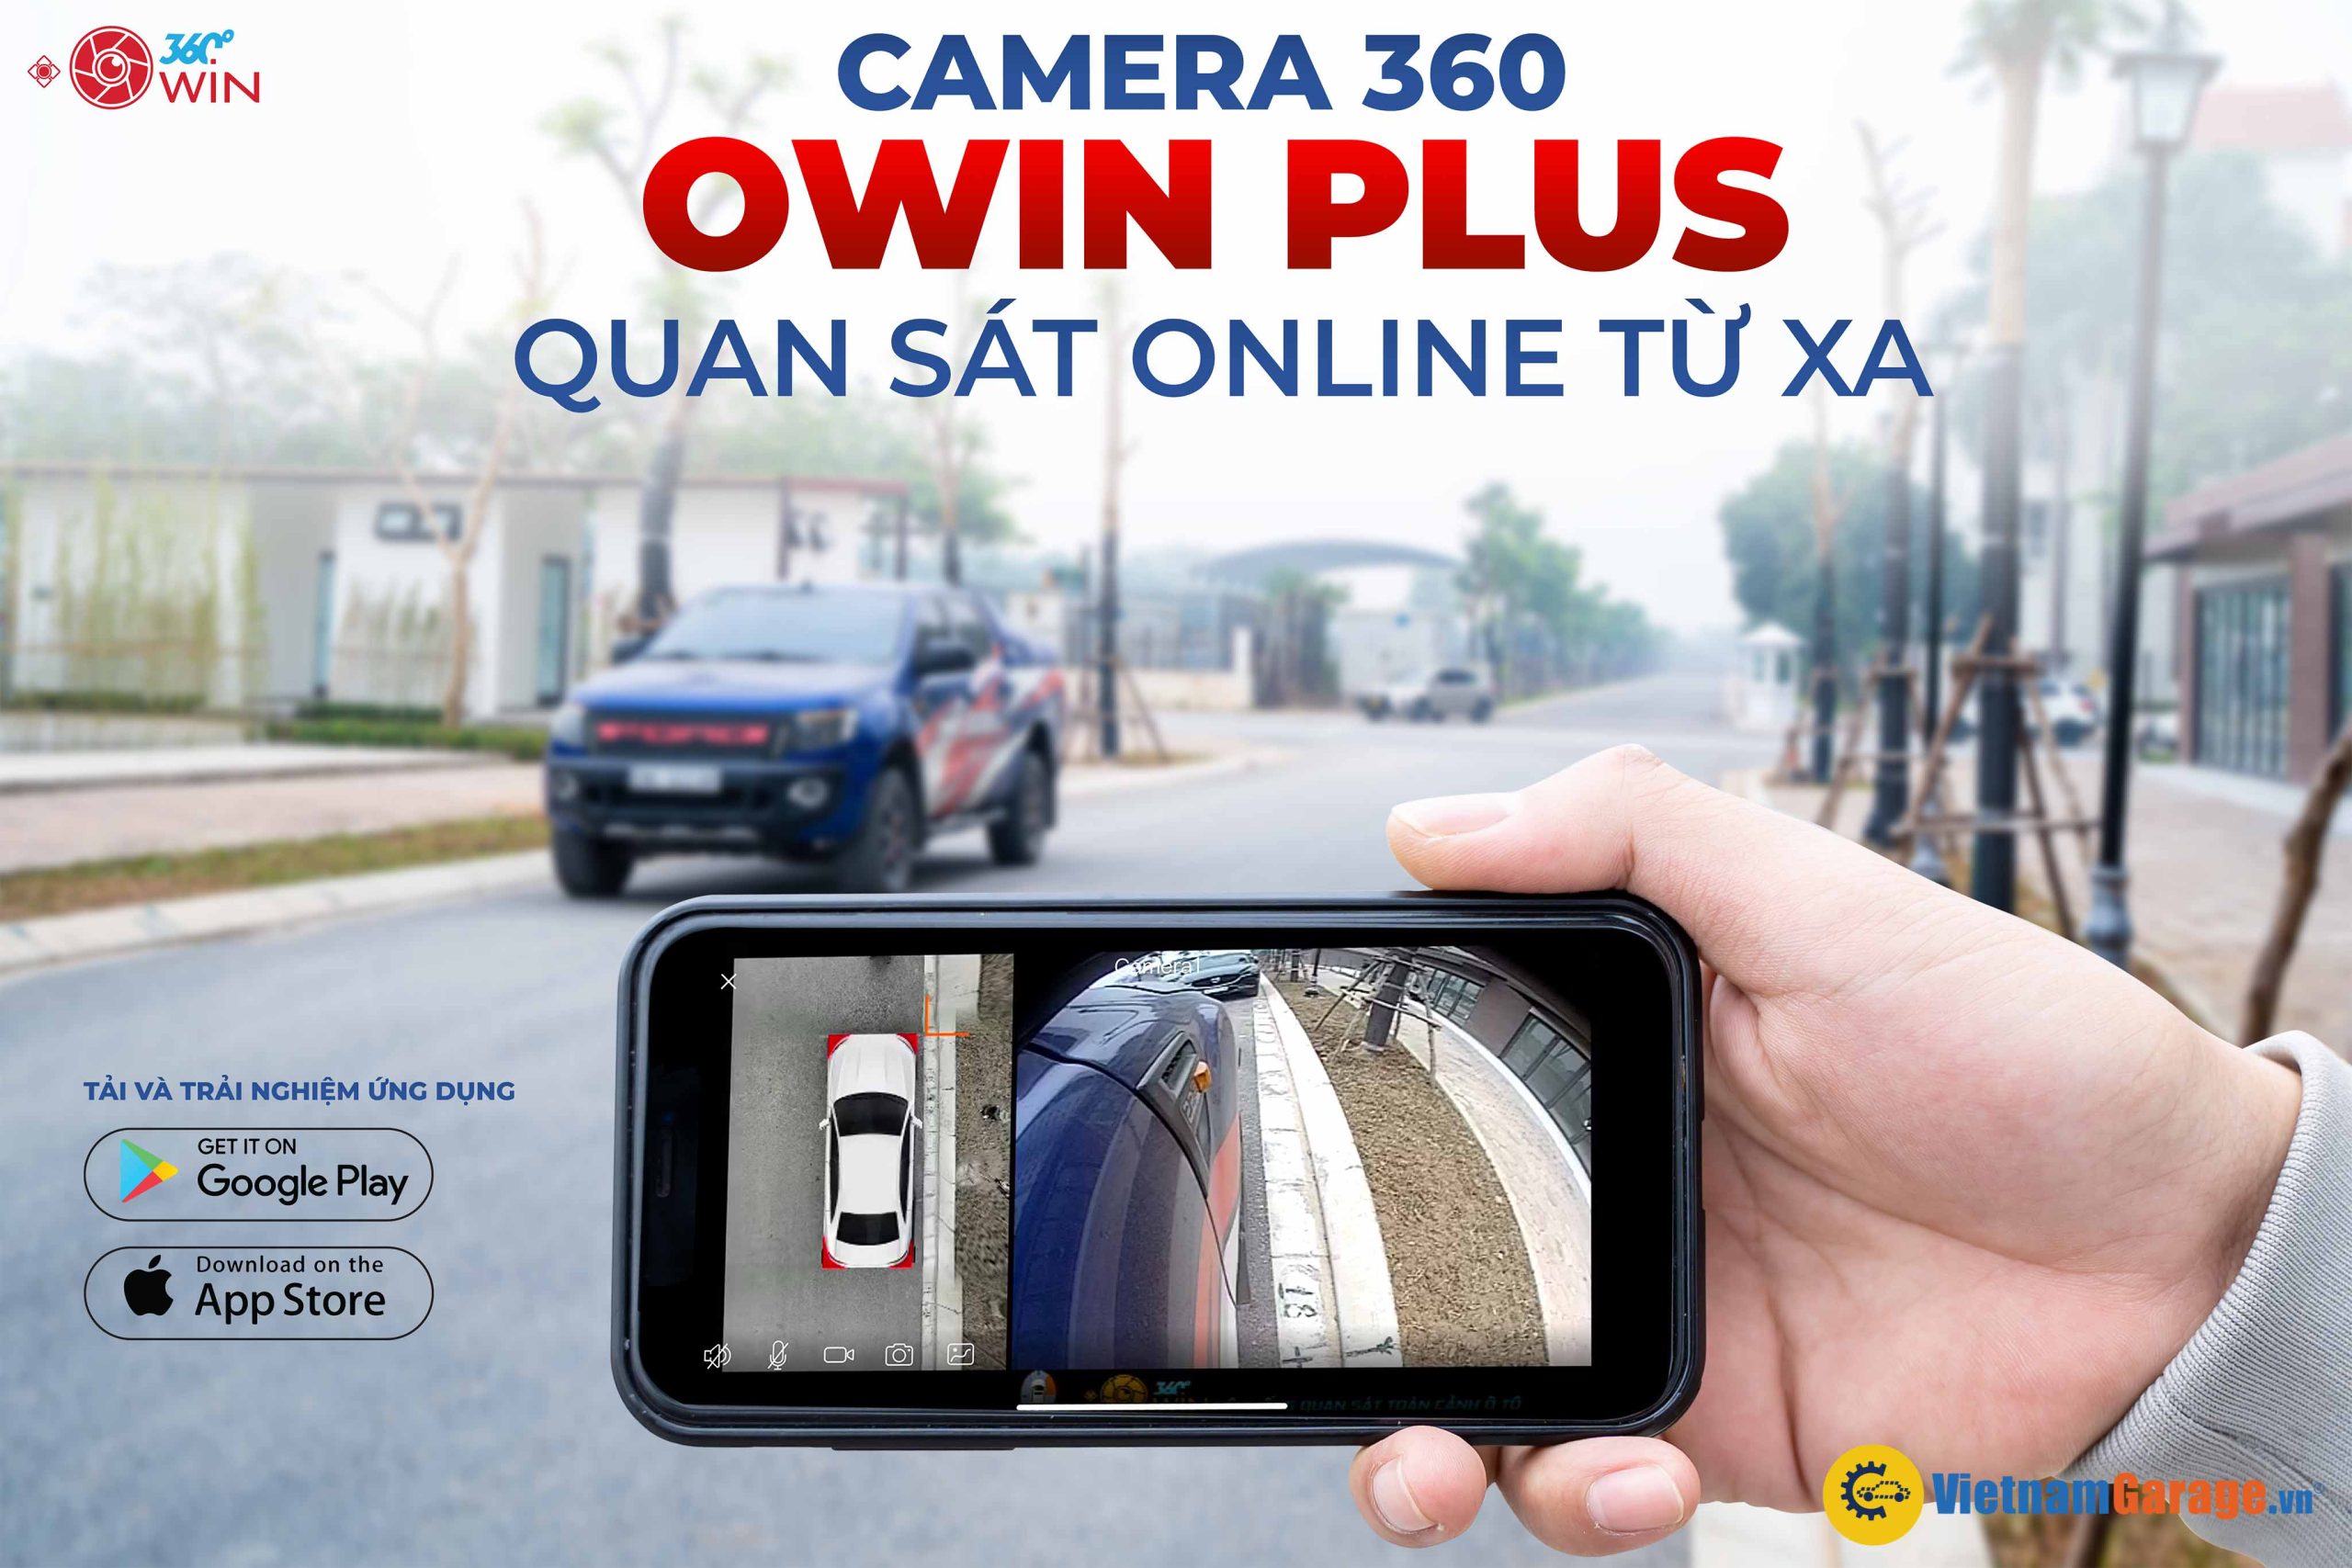 360°
WIN
CAMERA 360
OWIN PLUS
QUAN SÁT ONLINE TỪ XA
TẢI VÀ TRẢI NGHIỆM ỨNG DỤNG
GET IT ON
Google Play
Download on the
App Store
Camera1
360°
QUAN SÁT TOÀN CẢNH Ô TÔ
VietnamGarage.vn